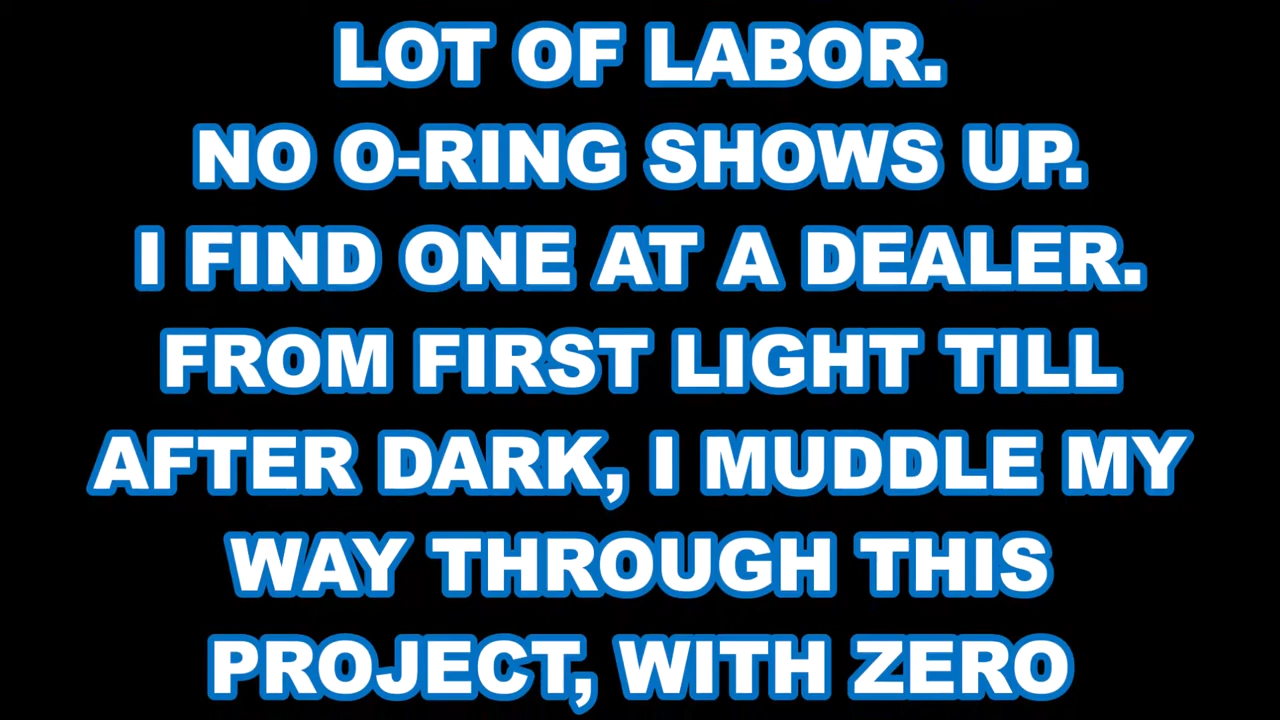 LOT OF LABOR.
NO O-RING SHOWS UP.
I FIND ONE AT A DEALER.
FROM FIRST LIGHT TILL
AFTER DARK, I MUDDLE MY
WAY THROUGH THIS
PROJECT, WITH ZERO